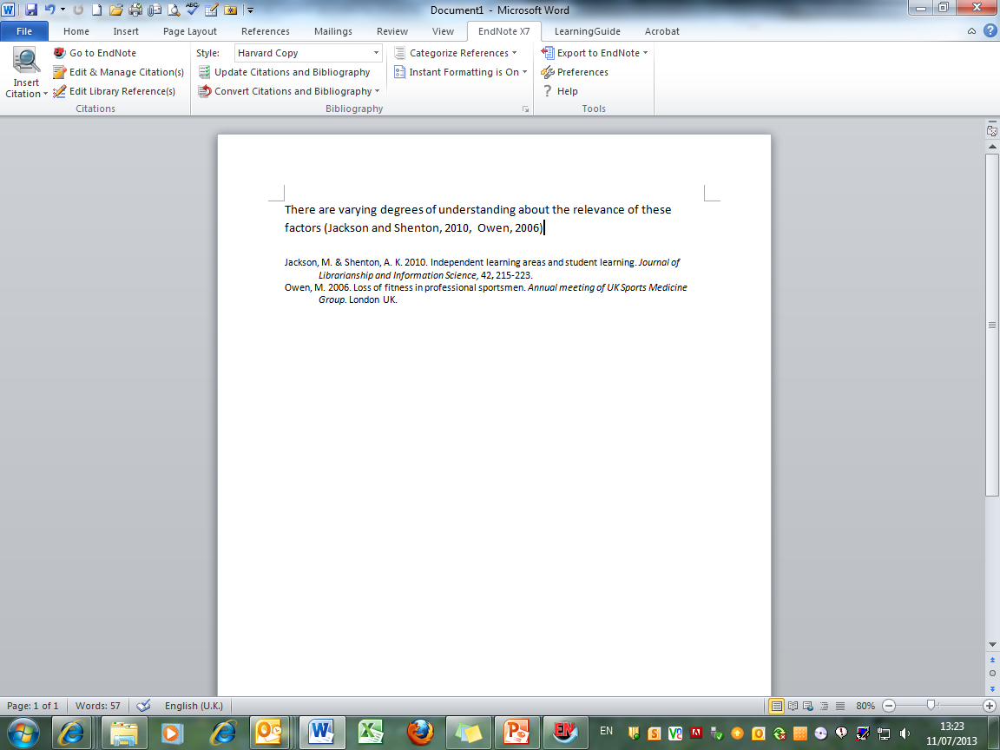 Document1 - Microsoft Word
File Home Insert Page Layout References Mailings Review View EndNote X7 LearningGuide Acrobat
Insert Citation
Go to EndNote
Edit & Manage Citation(s)
Edit Library Reference(s)
Citations
Style: Harvard Copy
Update Citations and Bibliography
Convert Citations and Bibliography
Categorize References
Instant Formatting is On
Bibliography
Export to EndNote
Preferences
Help
Tools
There are varying degrees of understanding about the relevance of these
factors (Jackson and Shenton, 2010, Owen, 2006)
Jackson, M. & Shenton, A. K. 2010. Independent learning areas and student learning. Journal of
Librarianship and Information Science, 42, 215-223.
Owen, M. 2006. Loss of fitness in professional sportsmen. Annual meeting of UK Sports Medicine
Group. London UK.
Page: 1 of 1 Words: 57 English (U.K.) 80%
EN 13:23
11/07/2013